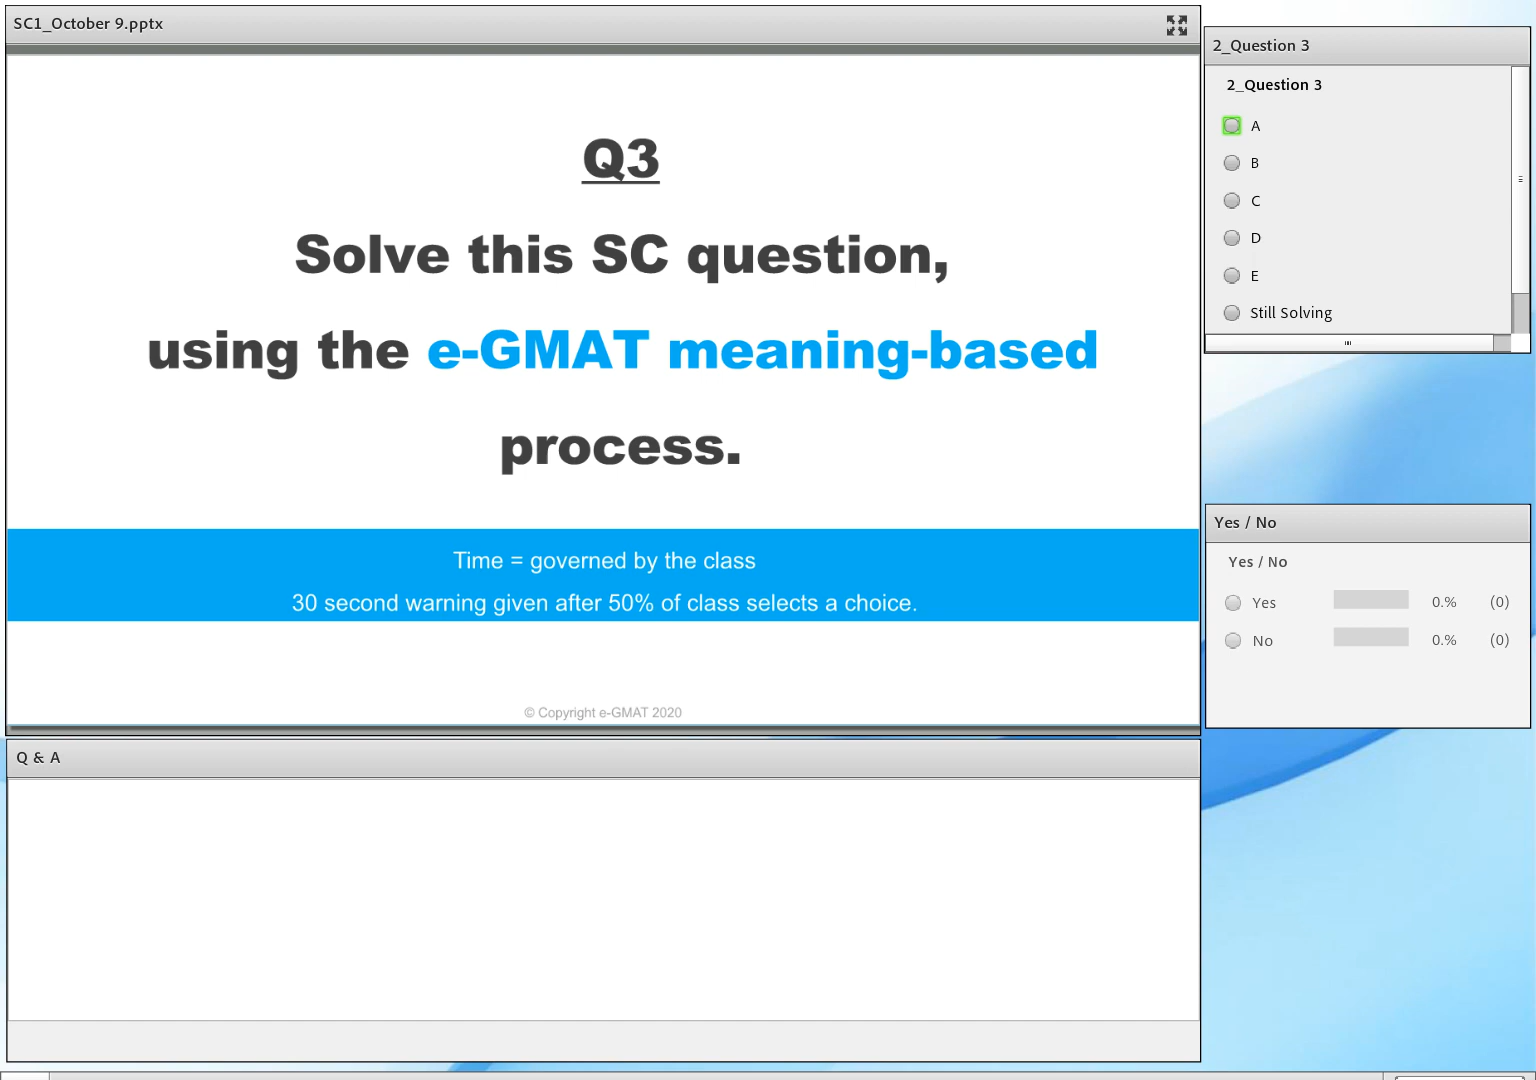 SC1_October 9.pptx
Q3
Solve this SC question,
using the e-GMAT meaning-based
process.
Time = governed by the class
30 second warning given after 50% of class selects a choice.
© Copyright e-GMAT 2020
2_Question 3
2_Question 3
A
B
C
D
E
Still Solving
Yes / No
Yes / No
Yes 0.% (0)
No 0.% (0)
Q & A